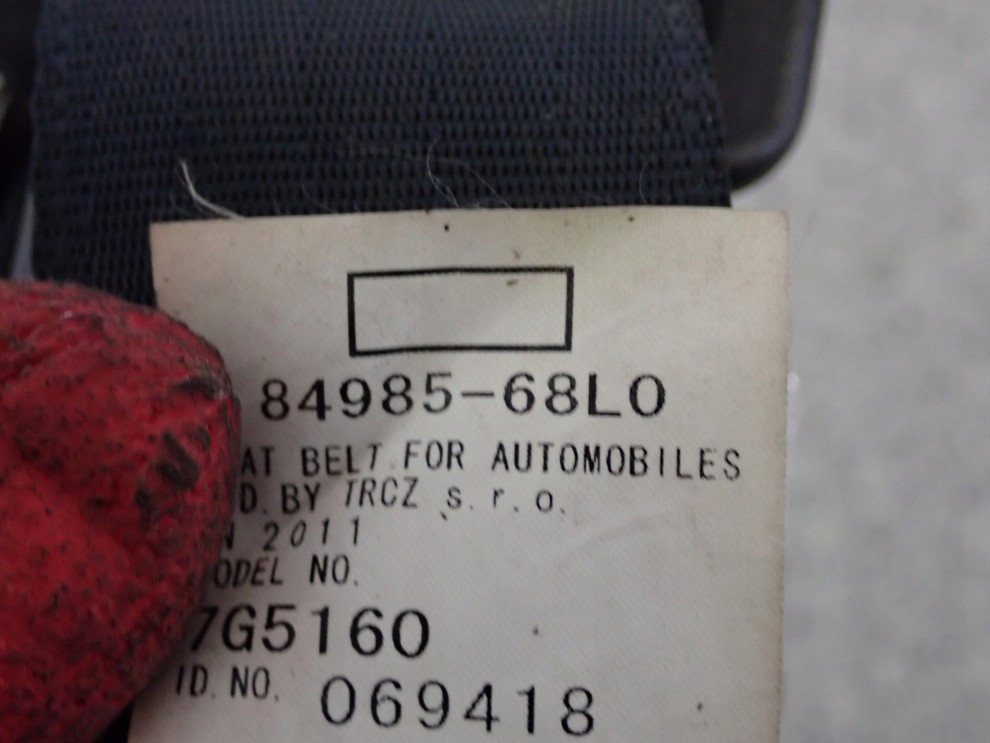 84985-68L0
AT BELT FOR AUTOMOBILES
D. BY TRCZ s. r. o.
N 2011
ODEL NO.
7G5160
ID. NO. 069418